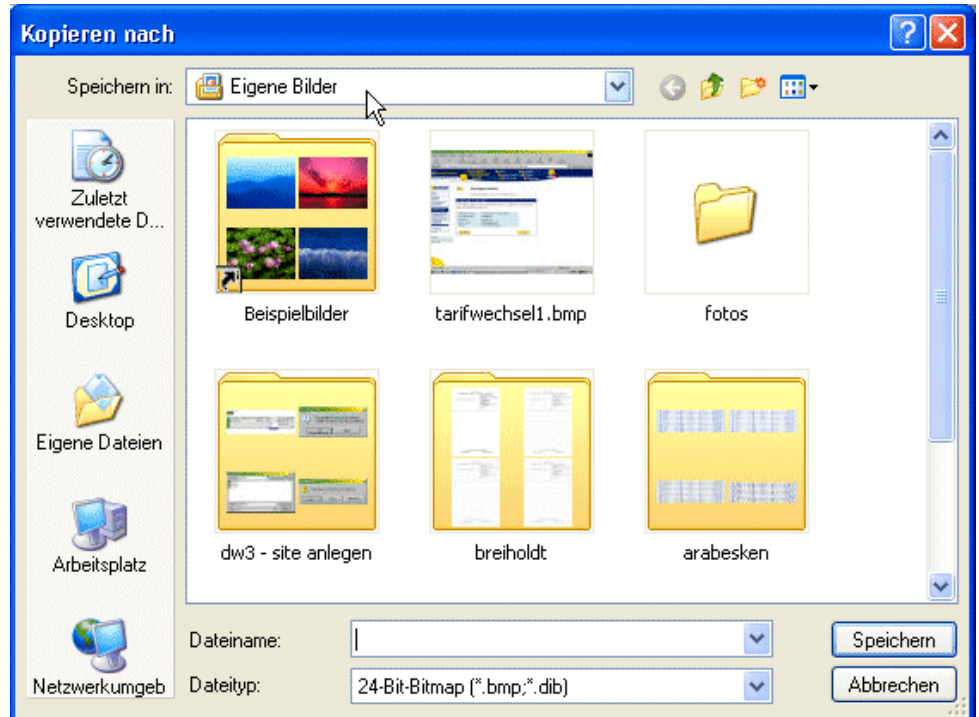 Kopieren nach
Speichern in:
Eigene Bilder
Zuletzt
verwendete D...
Desktop
Eigene Dateien
Arbeitsplatz
Netzwerkumgeb
Beispielbilder
tarifwechsel1.bmp
fotos
dw3 - site anlegen
breiholdt
arabesken
Dateiname:
Speichern
Dateityp:
24-Bit-Bitmap (*.bmp;*.dib)
Abbrechen